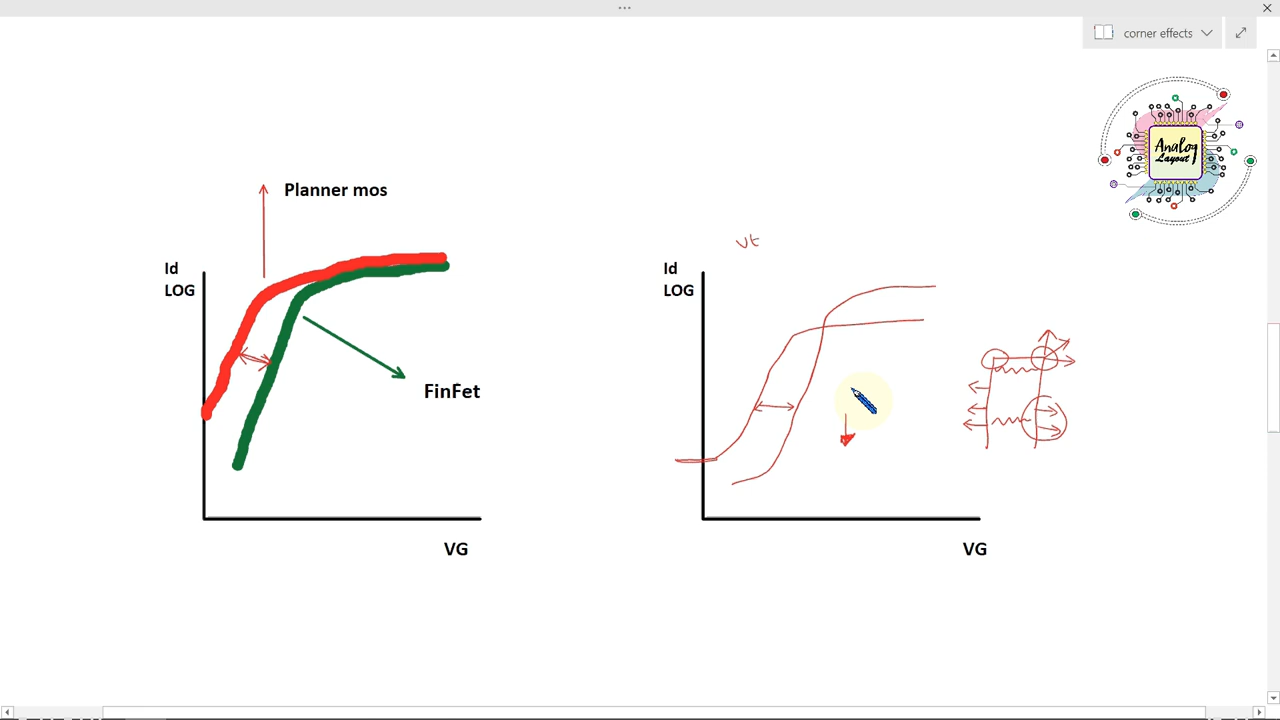 corner effects
Analog
Layout
Planner mos
Id
LOG
FinFet
VG
vt
Id
LOG
VG